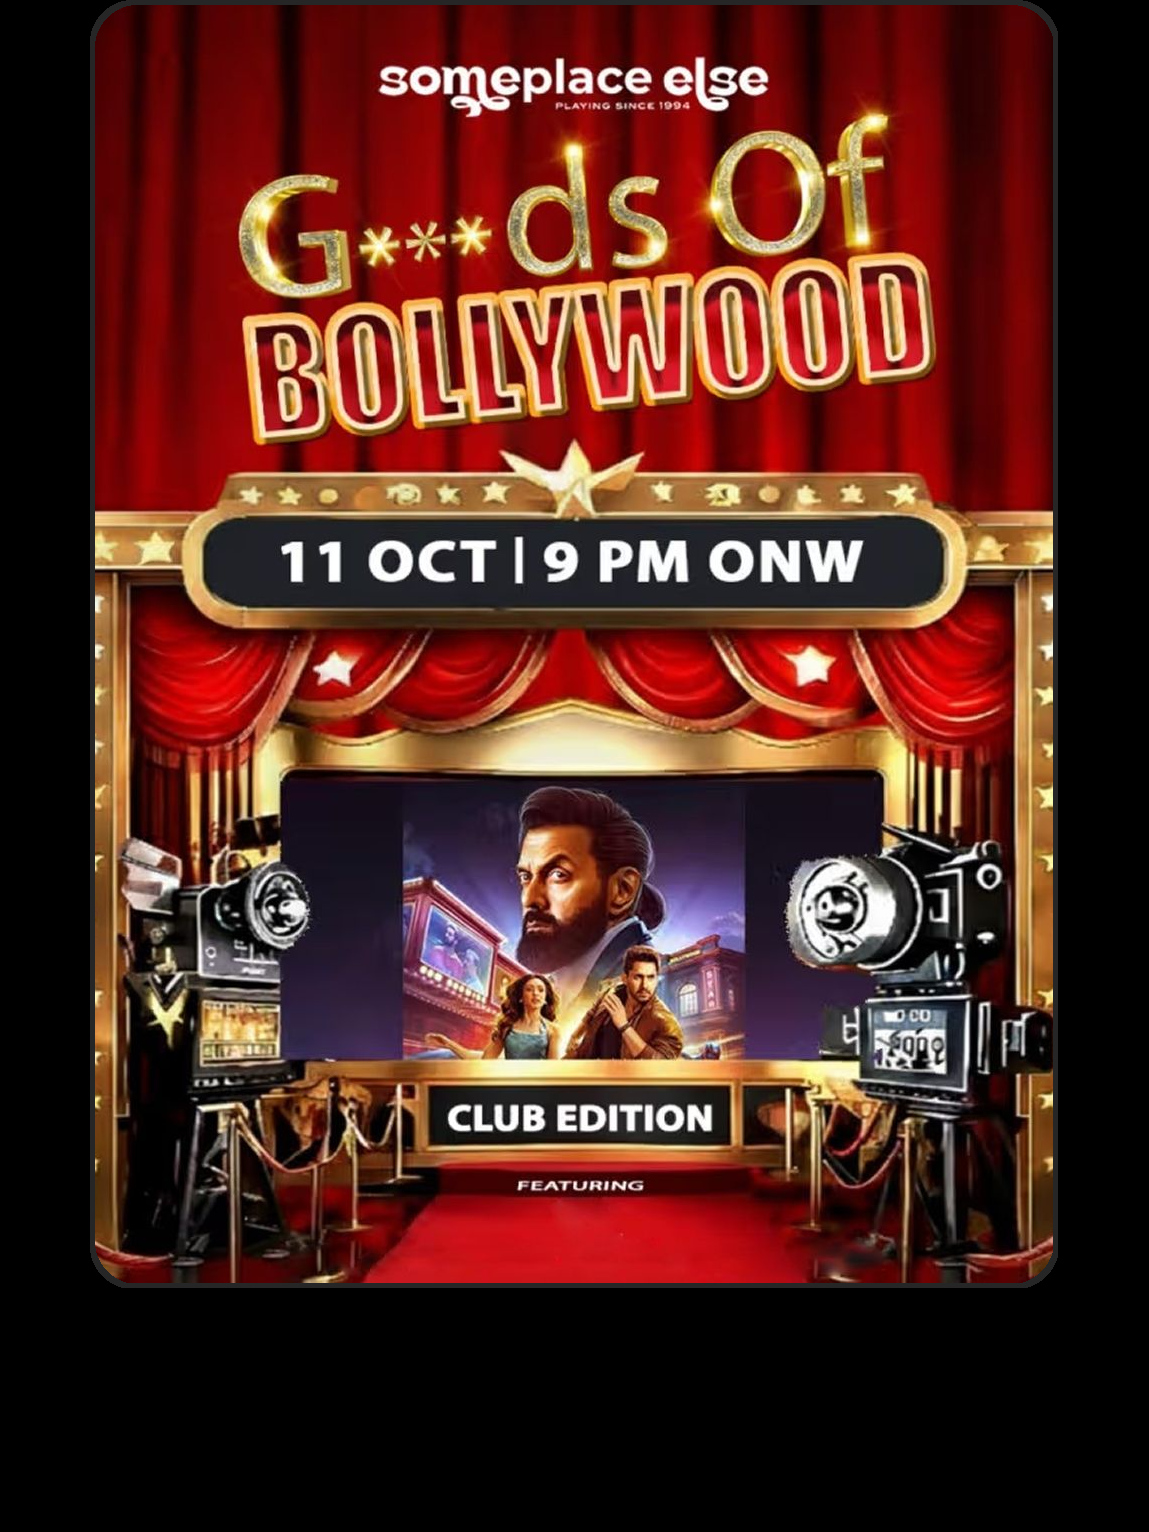 someplace else
PLAYING SINCE 1994
G***ds Of
BOLLYWOOD
11 OCT | 9 PM ONW
CLUB EDITION
FEATURING